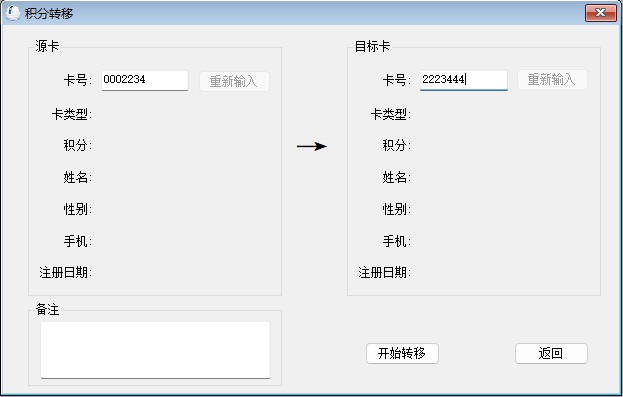 积分转移
源卡
卡号: 0002234 重新输入
卡类型:
积分:
姓名:
性别:
手机:
注册日期:
目标卡
卡号: 2223444 重新输入
卡类型:
积分:
姓名:
性别:
手机:
注册日期:
备注
开始转移 返回